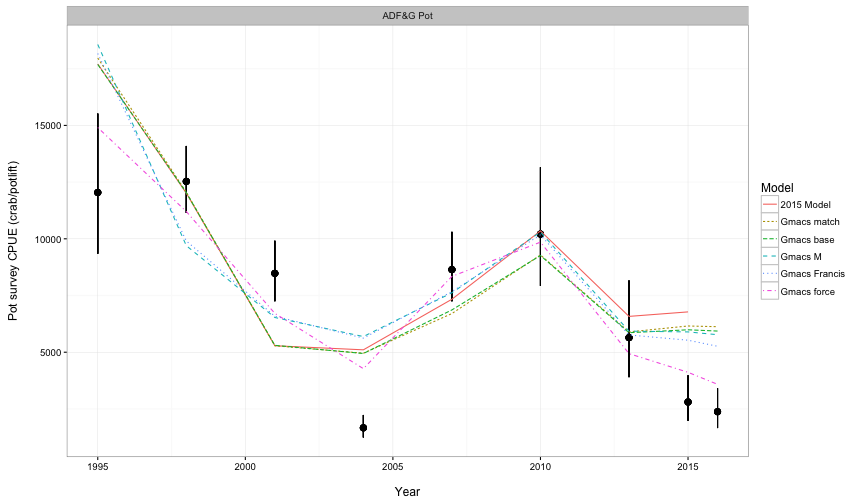 ADF&G Pot
Pot survey CPUE (crab/potlift)
15000
10000
5000
1995
2000
2005
2010
2015
Year
Model
2015 Model
Gmacs match
Gmacs base
Gmacs M
Gmacs Francis
Gmacs force